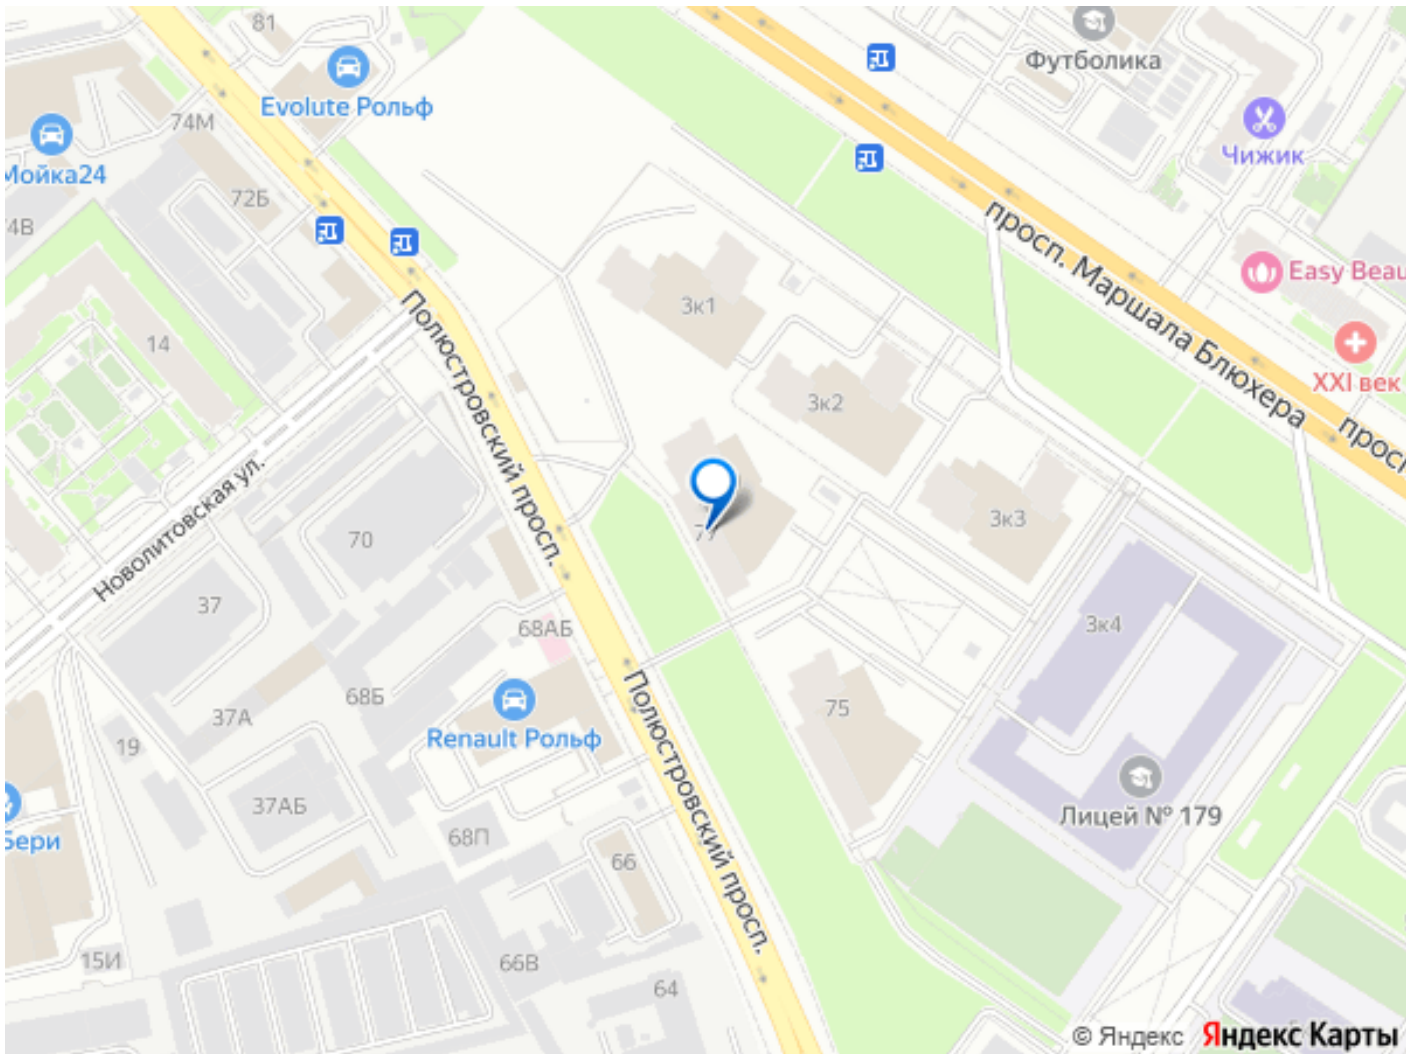 81
Футболика
Evolute Рольф
74М
Чижик
Мойка24
72Б
4В
просп. Маршала Блюхера
Easy Beau
3к1
14
XXI век
3к2
просп
Полюстровский просп.
Новолитовская ул.
3к3
77
70
37
68АБ
3к4
68Б
37А
75
19
Renault Рольф
Полюстровский просп.
37АБ
Лицей № 179
68П
Бери
66
15И
66В
64
© Яндекс Яндекс Карты